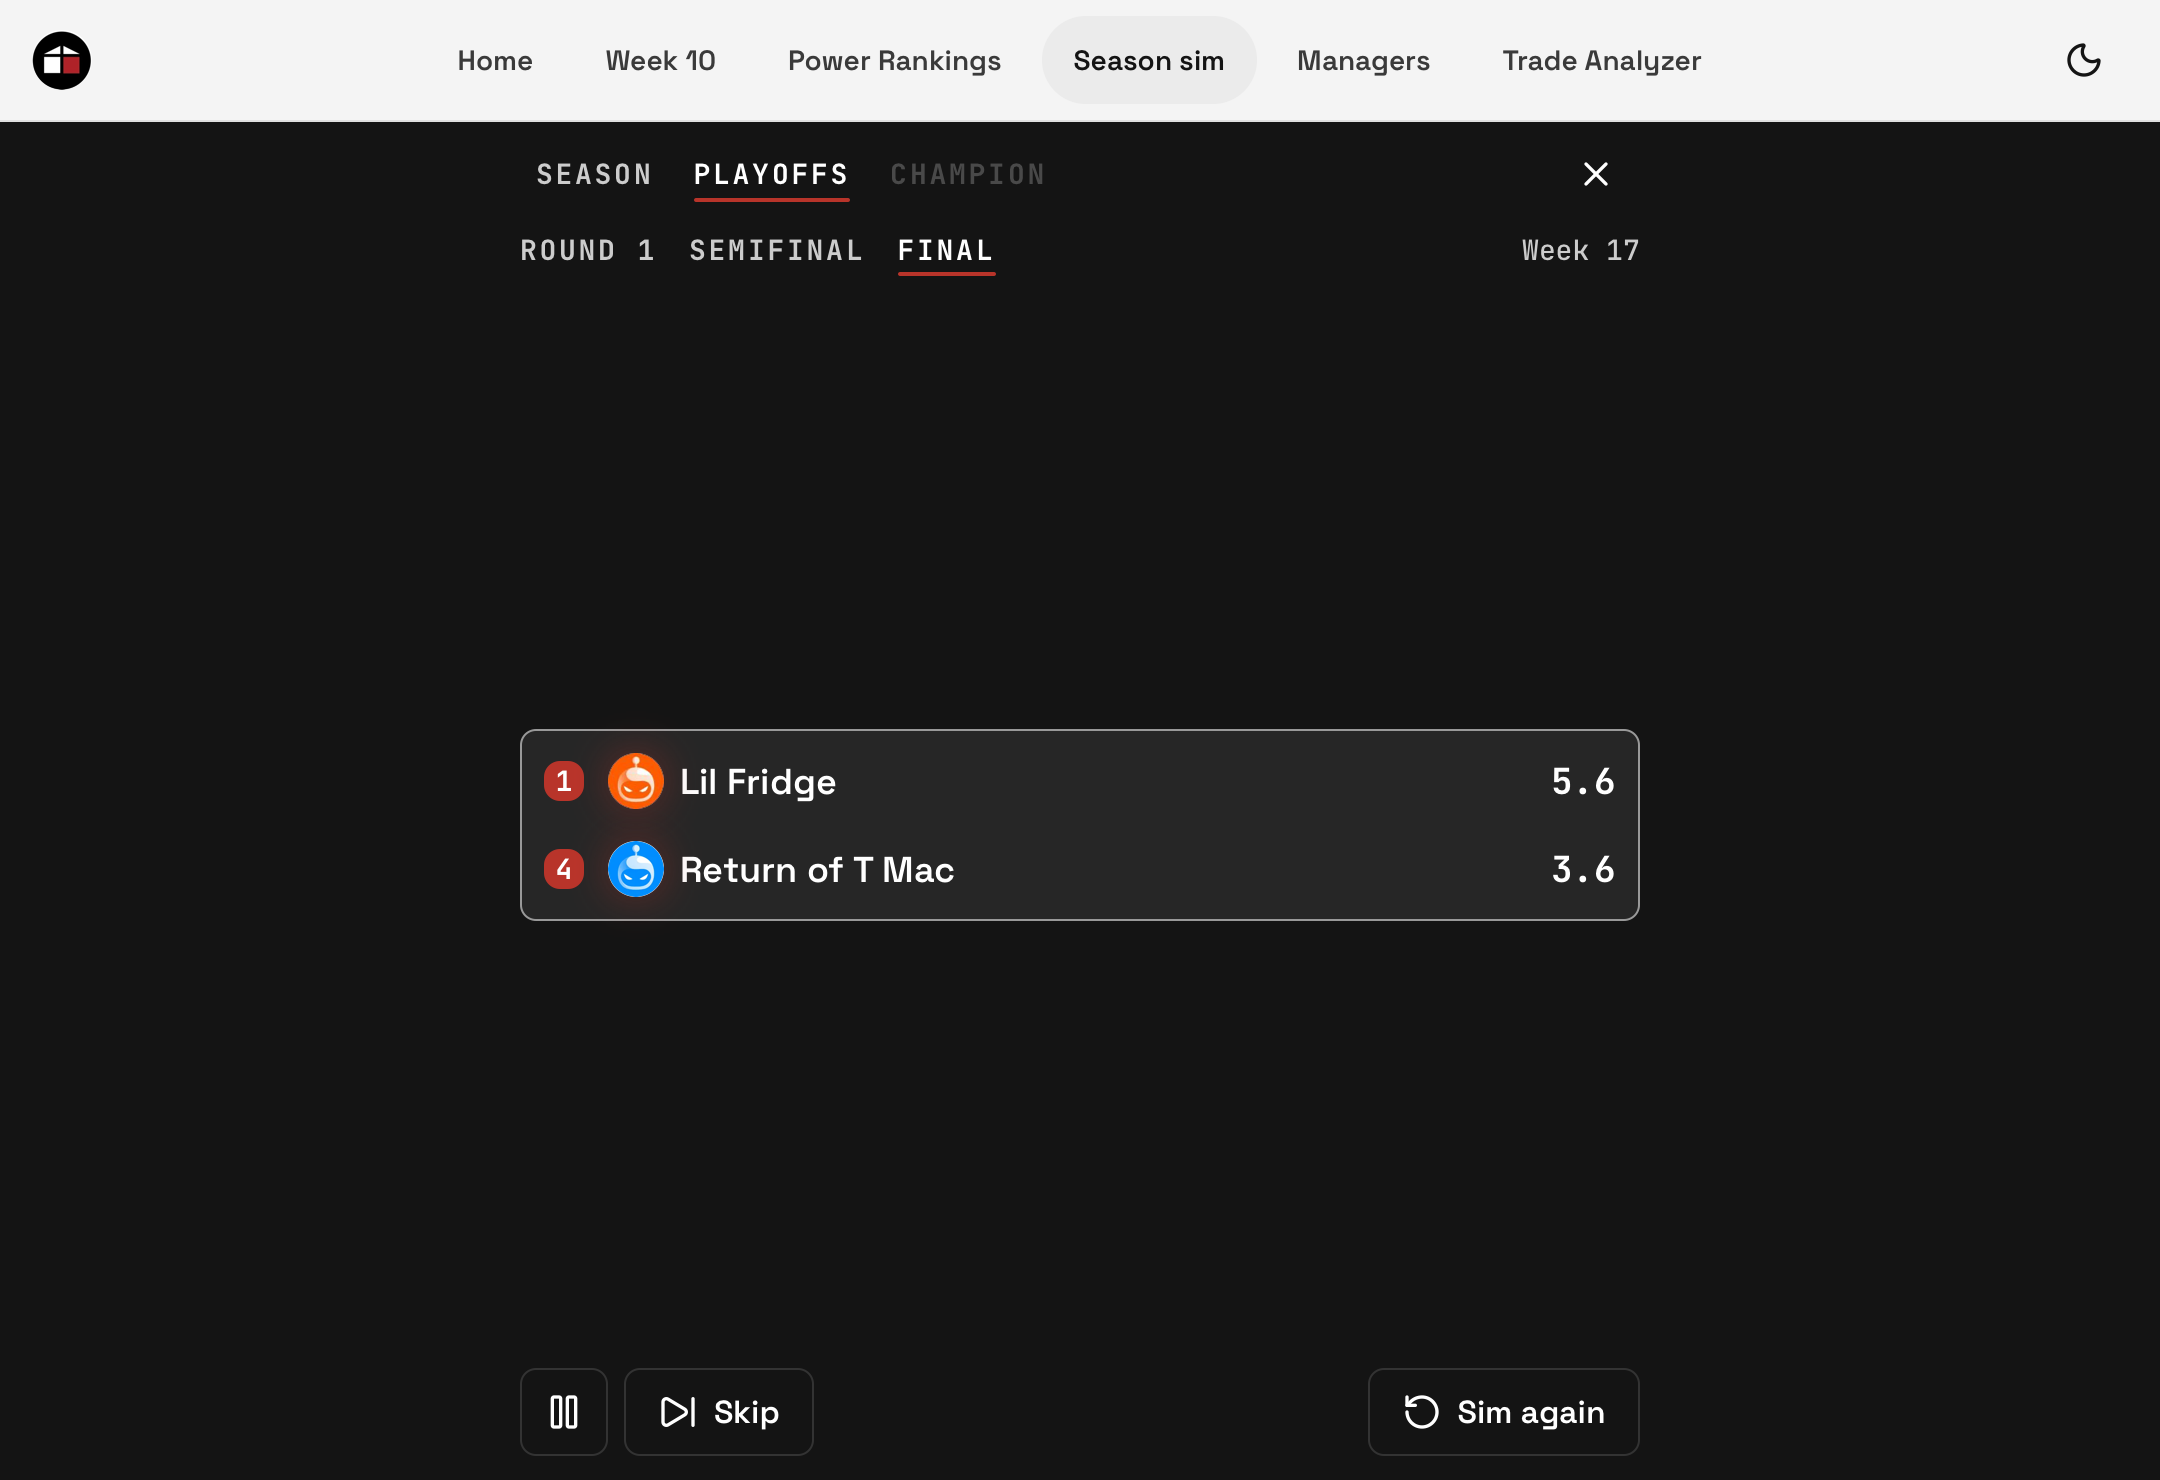 Home Week 10 Power Rankings Season sim Managers Trade Analyzer
SEASON PLAYOFFS CHAMPION
ROUND 1 SEMIFINAL FINAL Week 17
1 Lil Fridge 5.6
4 Return of T Mac 3.6
Skip Sim again